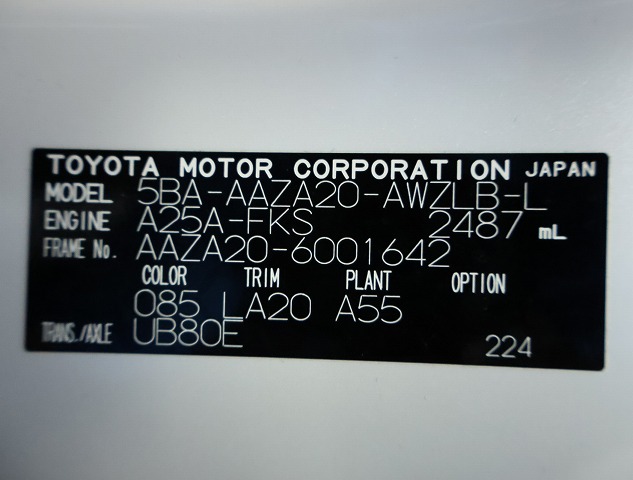 TOYOTA MOTOR CORPORATION JAPAN
MODEL 5BA-AAZA20-AWZLB-L
ENGINE A25A-FKS 2487 mL
FRAME No. AAZA20-6001642
COLOR TRIM PLANT OPTION
085 LA20 A55
TRANS./AXLE UB80E
224